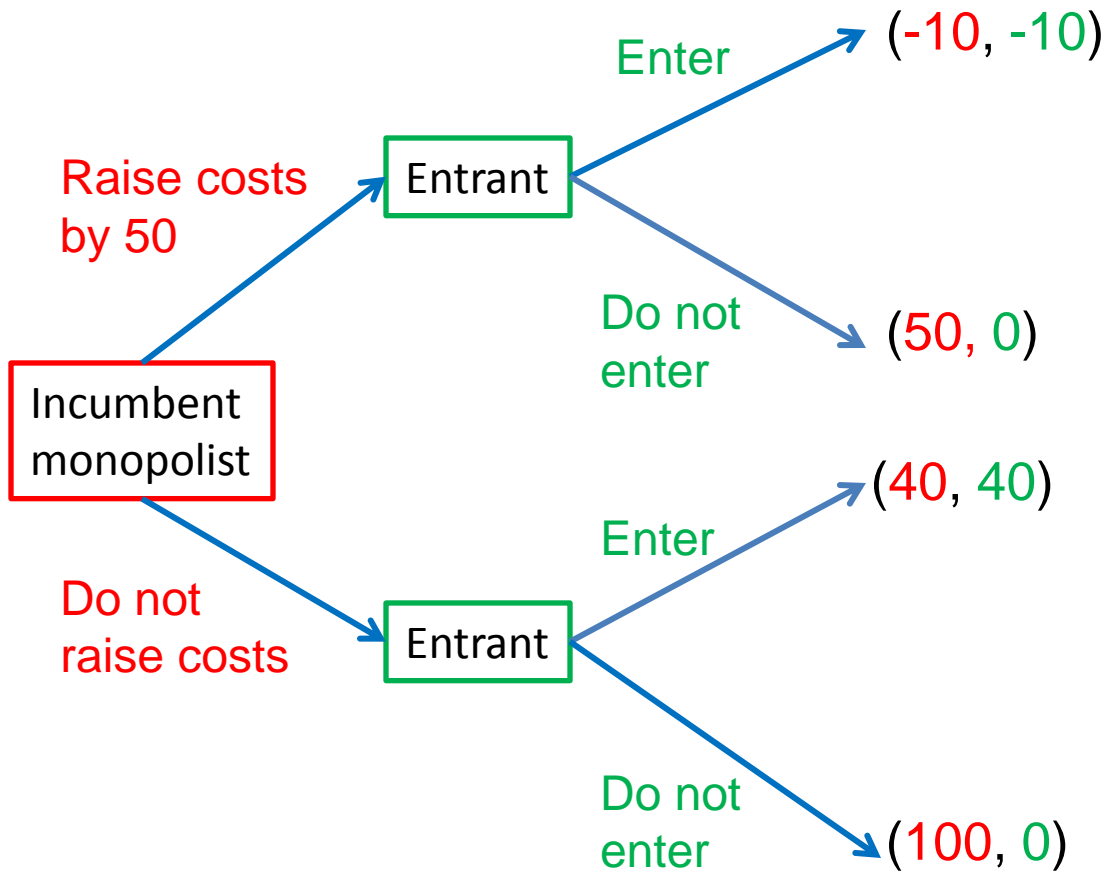 Enter
(-10, -10)
Raise costs
by 50
Entrant
Do not
enter
(50, 0)
Incumbent
monopolist
(40, 40)
Enter
Do not
raise costs
Entrant
Do not
enter
(100, 0)